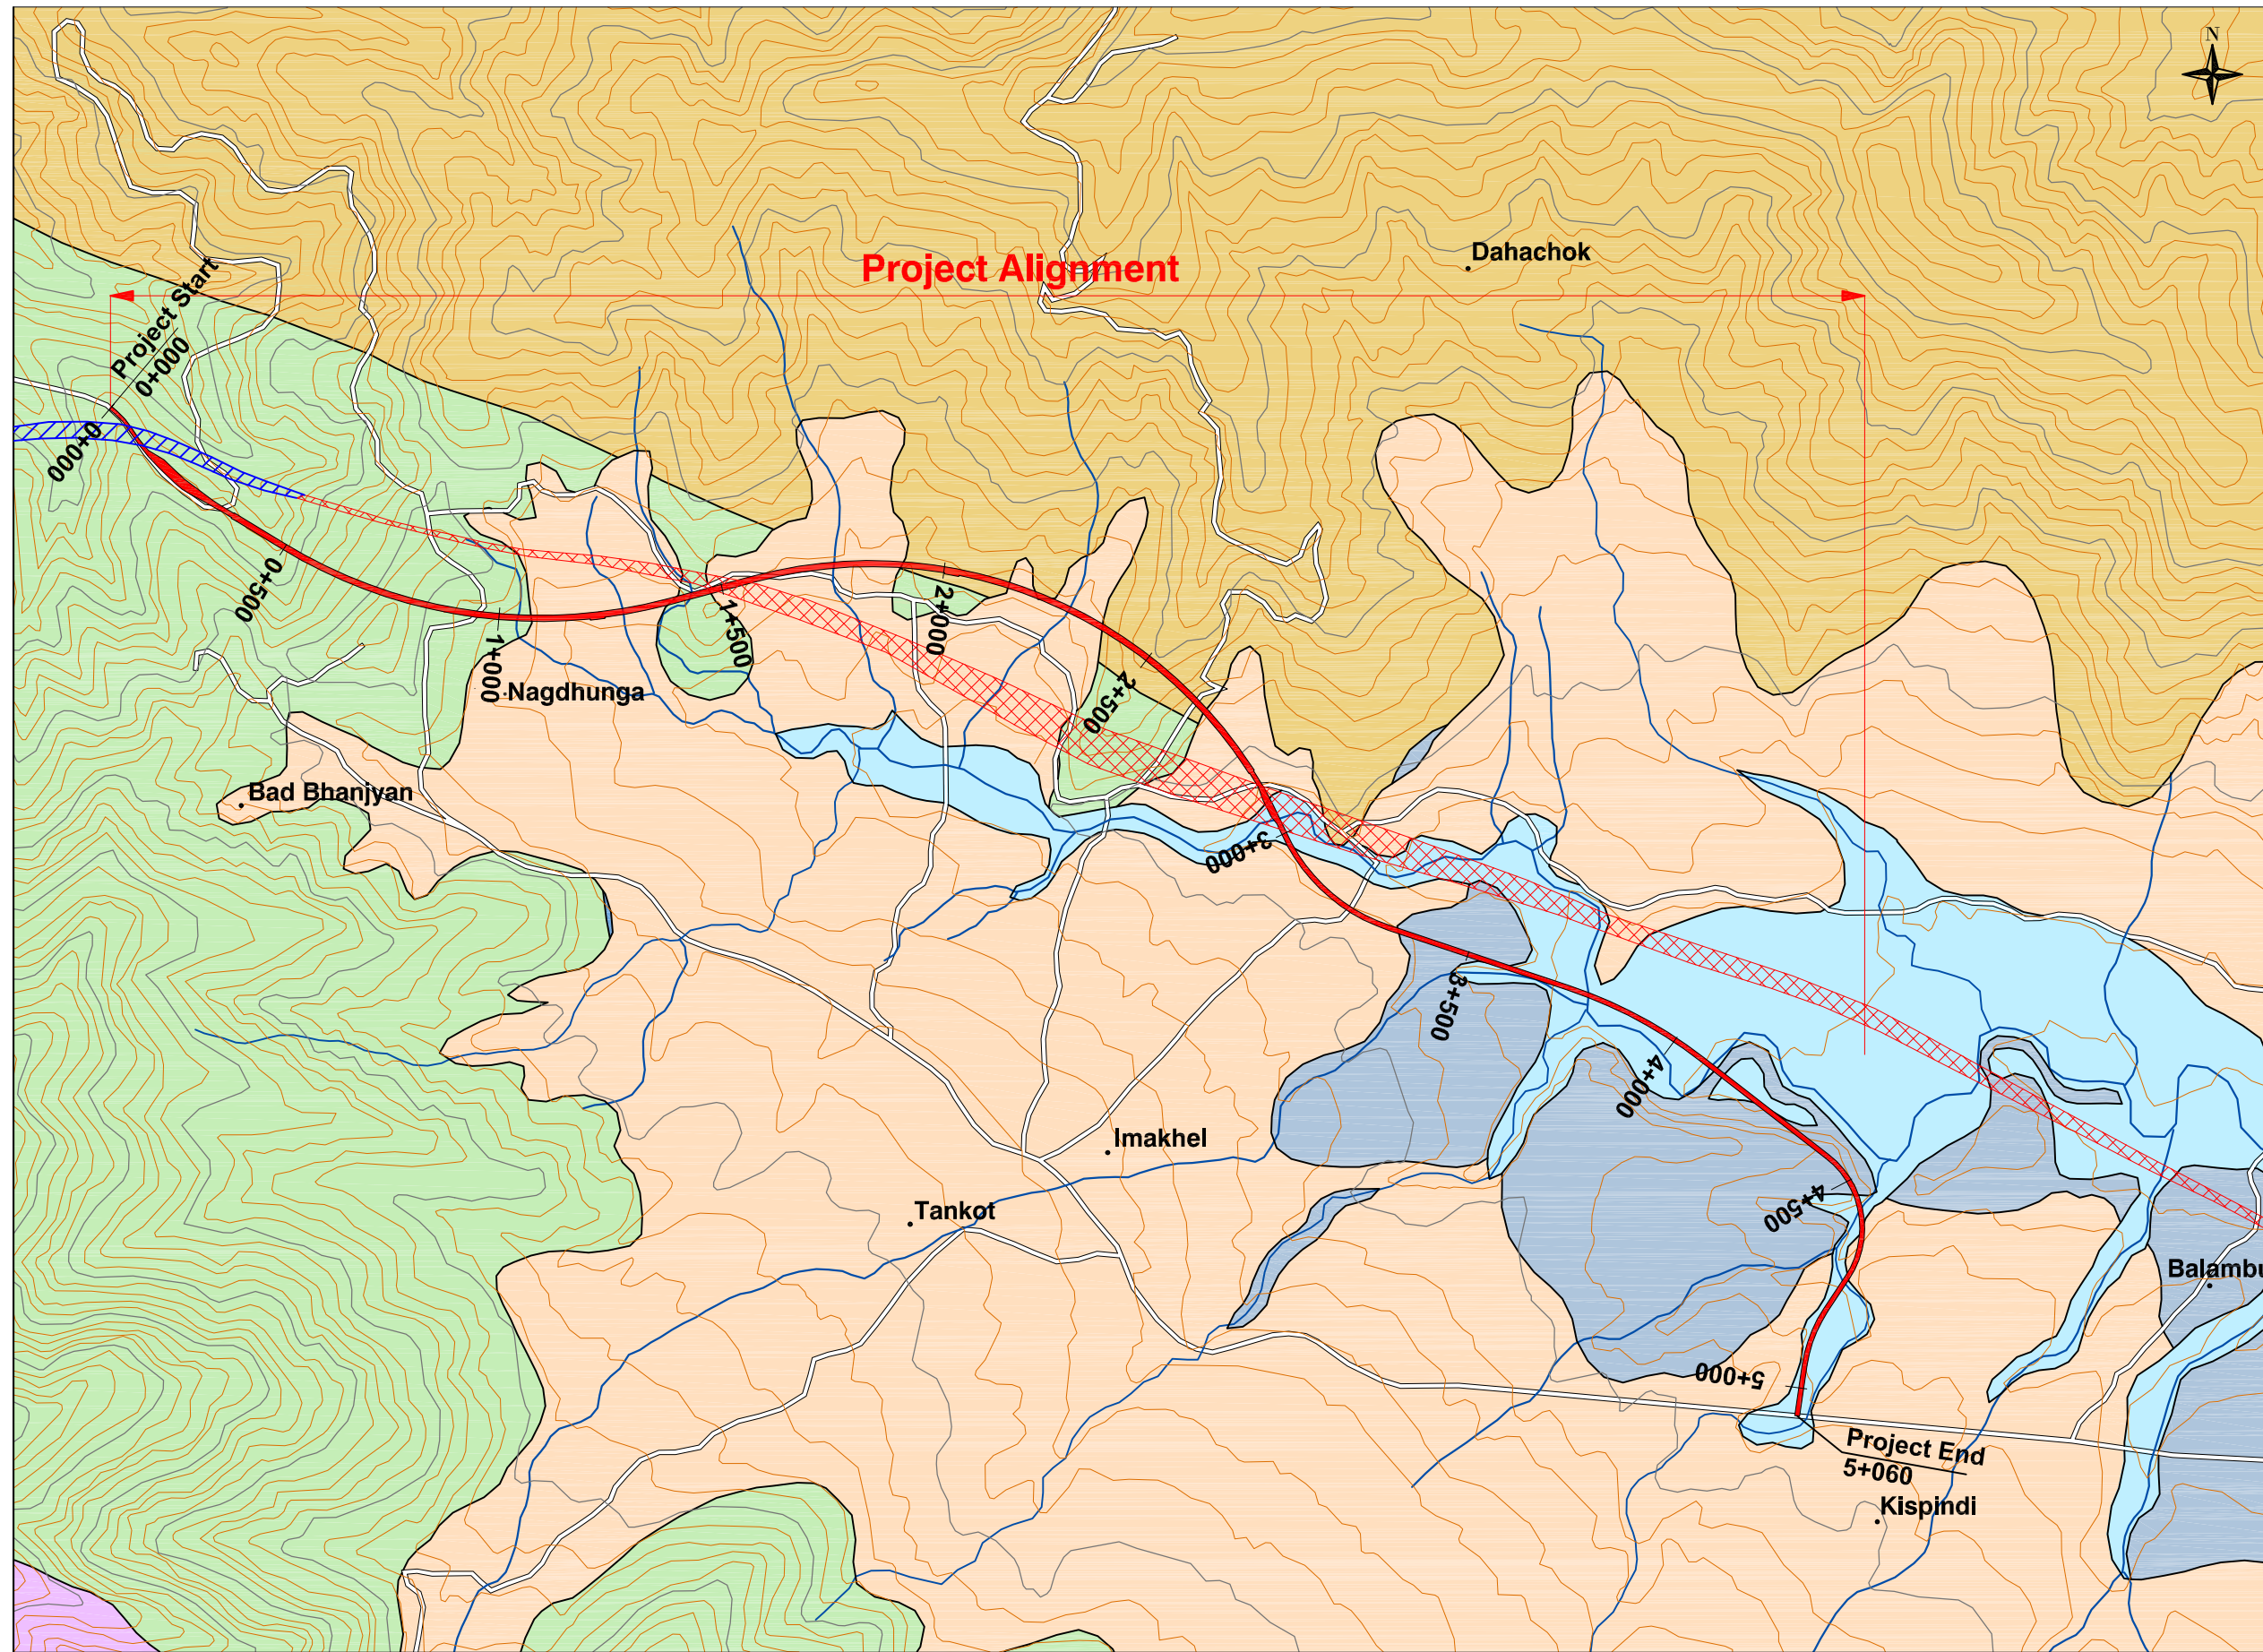 N
Dahachok
Project Alignment
Project Start
0+000
0+000
0+500
1+000
1+500
2+000
2+500
Nagdhunga
Bad Bhanjyan
3+000
3+500
4+000
Imakhel
4+500
Tankot
Balambu
5+000
Project End
5+060
Kispindi